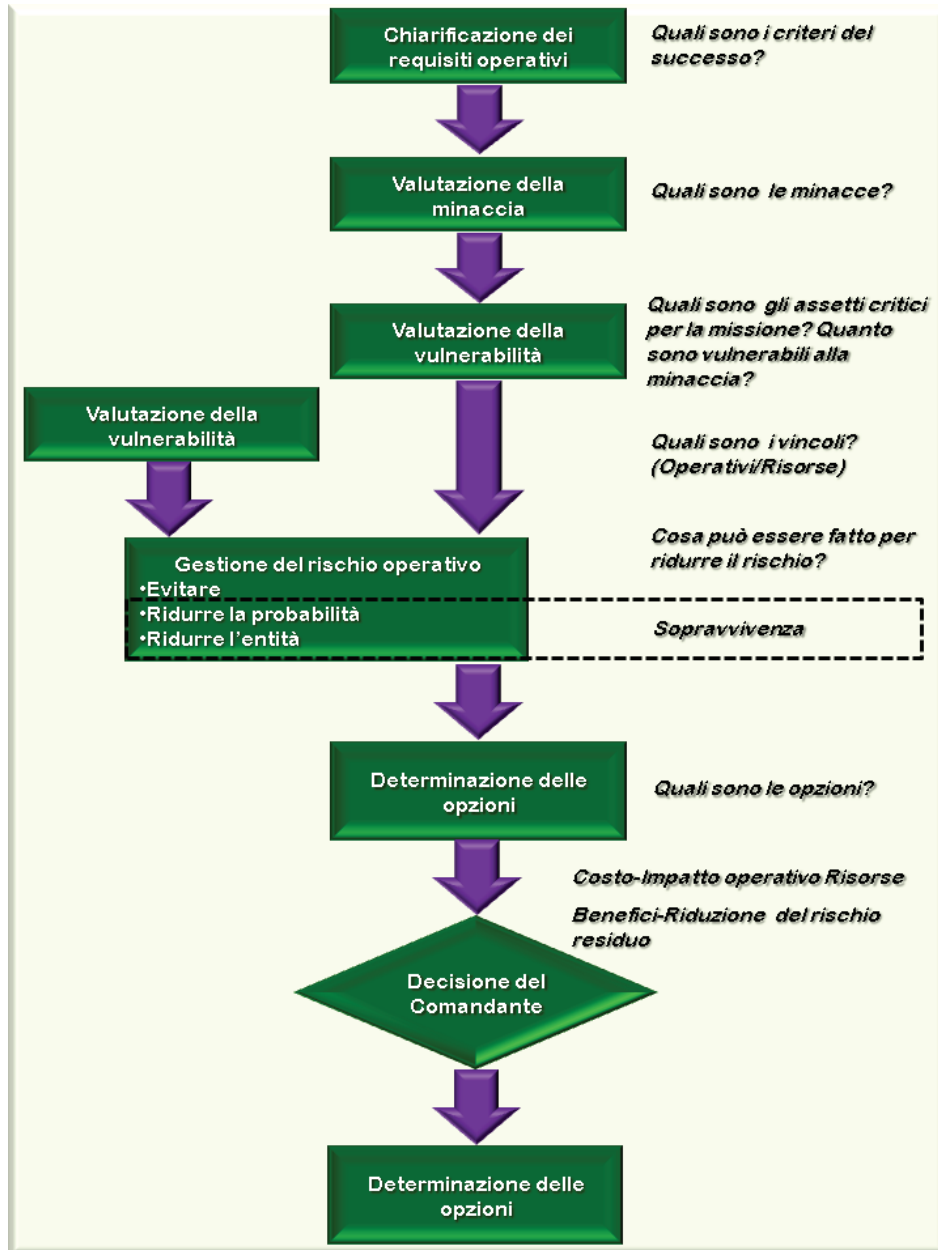 Chiarificazione dei
requisiti operativi
Quali sono i criteri del
successo?
Valutazione della
minaccia
Quali sono le minacce?
Valutazione della
vulnerabilità
Quali sono gli assetti critici
per la missione? Quanto
sono vulnerabili alla
minaccia?
Valutazione della
vulnerabilità
Quali sono i vincoli?
(Operativi/Risorse)
Gestione del rischio operativo
•Evitare
•Ridurre la probabilità
•Ridurre l'entità
Cosa può essere fatto per
ridurre il rischio?
Sopravvivenza
Determinazione delle
opzioni
Quali sono le opzioni?
Costo-Impatto operativo Risorse
Benefici-Riduzione del rischio
residuo
Decisione del
Comandante
Determinazione delle
opzioni